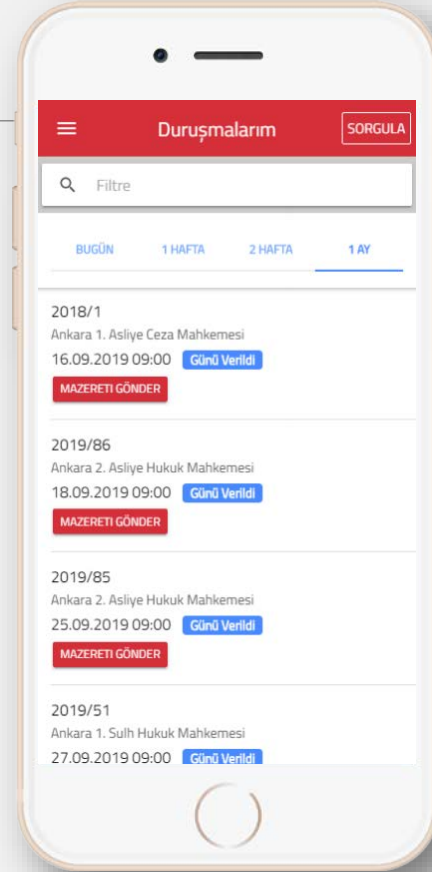 Duruşmalarım
SORGULA
Filtre
BUGÜN 1 HAFTA 2 HAFTA 1 AY
2018/1
Ankara 1. Asliye Ceza Mahkemesi
16.09.2019 09:00 Günü Verildi
MAZERETI GÖNDER
2019/86
Ankara 2. Asliye Hukuk Mahkemesi
18.09.2019 09:00 Günü Verildi
MAZERETI GÖNDER
2019/85
Ankara 2. Asliye Hukuk Mahkemesi
25.09.2019 09:00 Günü Verildi
MAZERETI GÖNDER
2019/51
Ankara 1. Sulh Hukuk Mahkemesi
27.09.2019 09:00 Günü Verildi